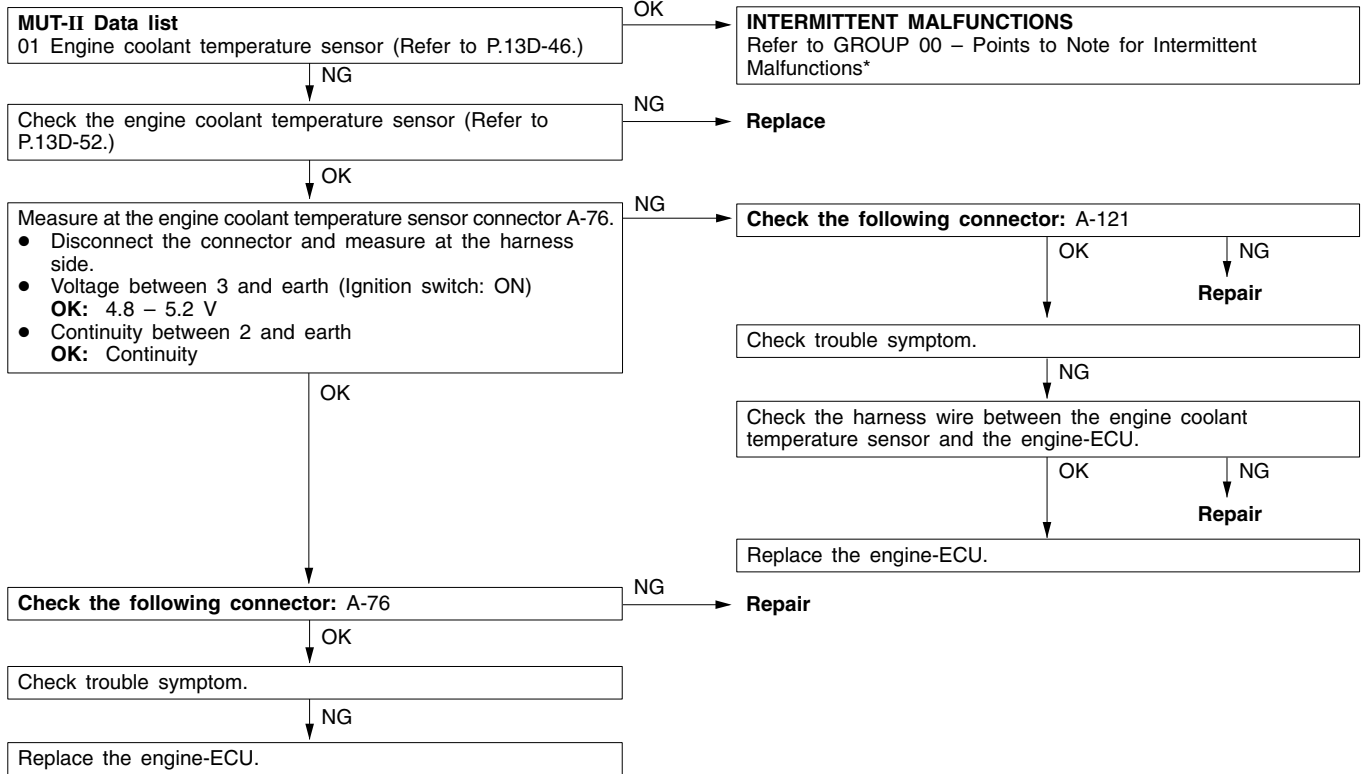 MUT-II Data list
01 Engine coolant temperature sensor (Refer to P.13D-46.)
OK
INTERMITTENT MALFUNCTIONS
Refer to GROUP 00 – Points to Note for Intermittent
Malfunctions*
NG
Check the engine coolant temperature sensor (Refer to
P.13D-52.)
NG
Replace
OK
Measure at the engine coolant temperature sensor connector A-76.
● Disconnect the connector and measure at the harness
side.
● Voltage between 3 and earth (Ignition switch: ON)
OK: 4.8 – 5.2 V
● Continuity between 2 and earth
OK: Continuity
NG
Check the following connector: A-121
OK
NG
Repair
Check trouble symptom.
NG
Check the harness wire between the engine coolant
temperature sensor and the engine-ECU.
OK
NG
Repair
Replace the engine-ECU.
OK
Check the following connector: A-76
NG
Repair
OK
Check trouble symptom.
NG
Replace the engine-ECU.